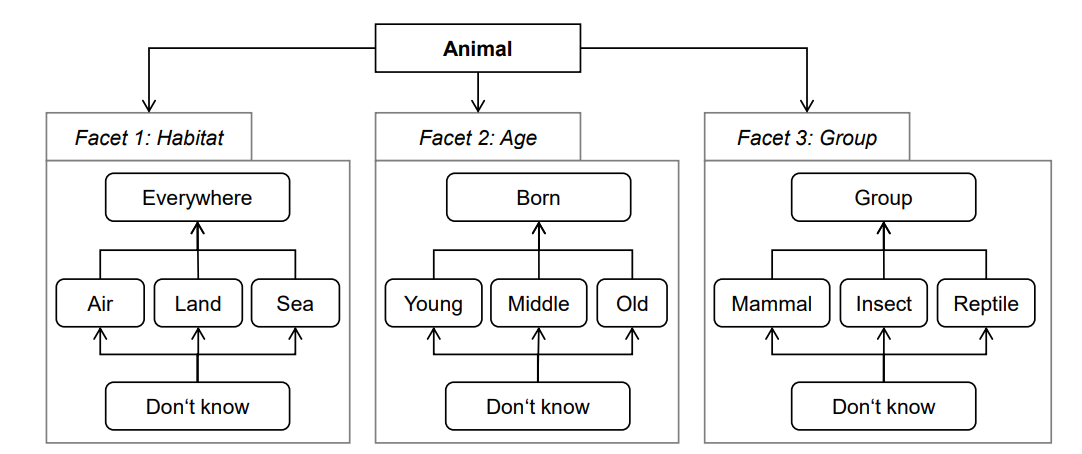 Animal
Facet 1: Habitat
Facet 2: Age
Facet 3: Group
Everywhere
Born
Group
Air
Land
Sea
Young
Middle
Old
Mammal
Insect
Reptile
Don‘t know
Don‘t know
Don‘t know